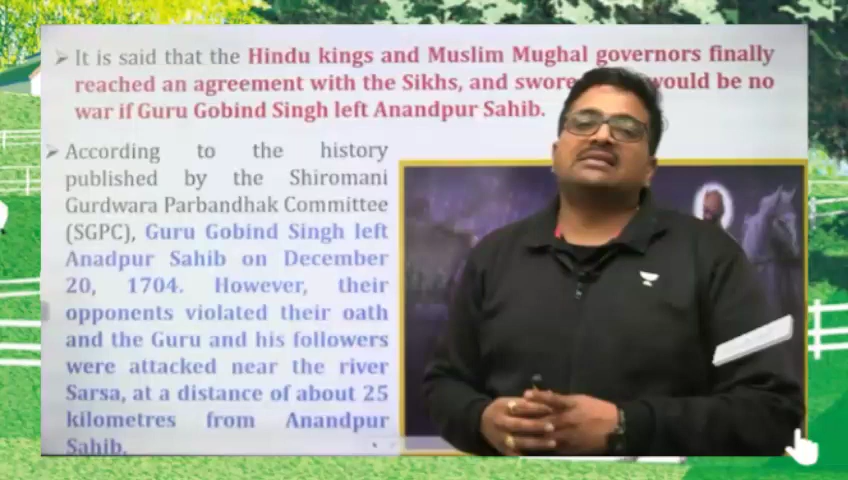 ➢ It is said that the Hindu kings and Muslim Mughal governors finally
reached an agreement with the Sikhs, and swore would be no
war if Guru Gobind Singh left Anandpur Sahib.
➢ According to the history
published by the Shiromani
Gurdwara Parbandhak Committee
(SGPC), Guru Gobind Singh left
Anadpur Sahib on December
20, 1704. However, their
opponents violated their oath
and the Guru and his followers
were attacked near the river
Sarsa, at a distance of about 25
kilometres from Anandpur
Sahib.